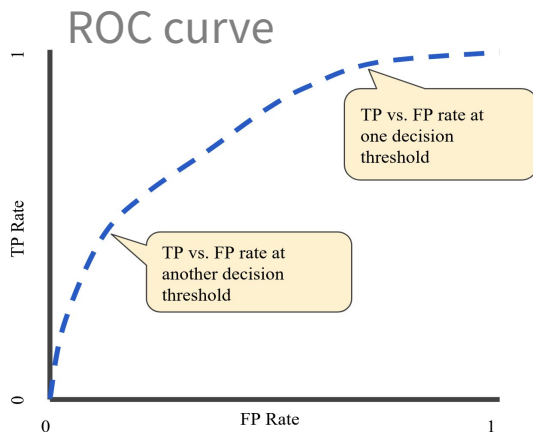 ROC curve
1
TP Rate
0
TP vs. FP rate at
one decision
threshold
TP vs. FP rate at
another decision
threshold
0
FP Rate
1